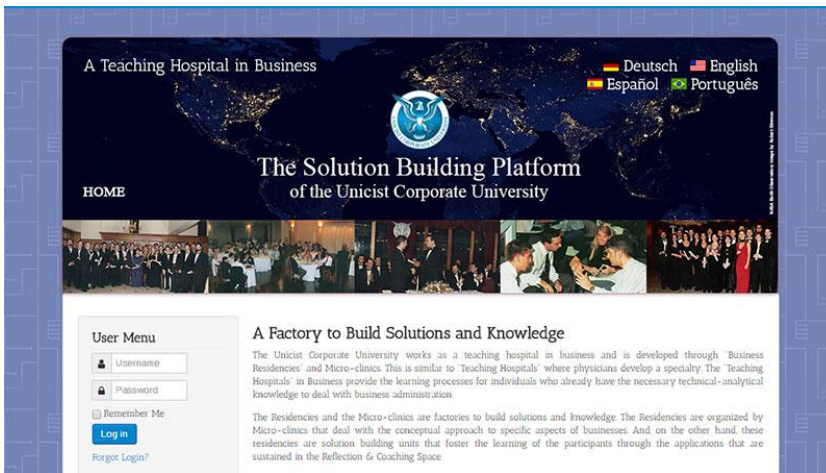 A Teaching Hospital in Business
Deutsch English
Español Português
The Solution Building Platform
HOME
of the Unicist Corporate University
User Menu
Username
Password
Remember Me
Log in
Forgot Login?
A Factory to Build Solutions and Knowledge
The Unicist Corporate University works as a teaching hospital in business and is developed through "Business
Residencies" and Micro-clinics. This is similar to "Teaching Hospitals" where physicians develop a specialty. The "Teaching
Hospitals" in Business provide the learning processes for individuals who already have the necessary technical-analytical
knowledge to deal with business administration.
The Residencies and the Micro-clinics are factories to build solutions and knowledge. The Residencies are organized by
Micro-clinics that deal with the conceptual approach to specific aspects of businesses. And, on the other hand, these
residencies are solution building units that foster the learning of the participants through the applications that are
sustained in the Reflection & Coaching Space.